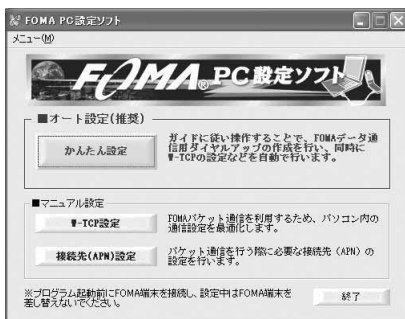 FOMA PC設定ソフト
メニュー(M)
FOMA® PC設定ソフト
■オート設定(推奨)
かんたん設定
ガイドに従い操作することで、FOMAデータ通
信用ダイヤルアップの作成を行い、同時に
W-TCPの設定などを自動で行います。
■マニュアル設定
W-TCP設定
FOMAパケット通信を利用するため、パソコン内の
通信設定を最適化します。
接続先(APN)設定
パケット通信を行う際に必要な接続先(APN)の
設定を行います。
※プログラム起動前にFOMA端末を接続し、設定中はFOMA端末を
差し替えないでください。
終了